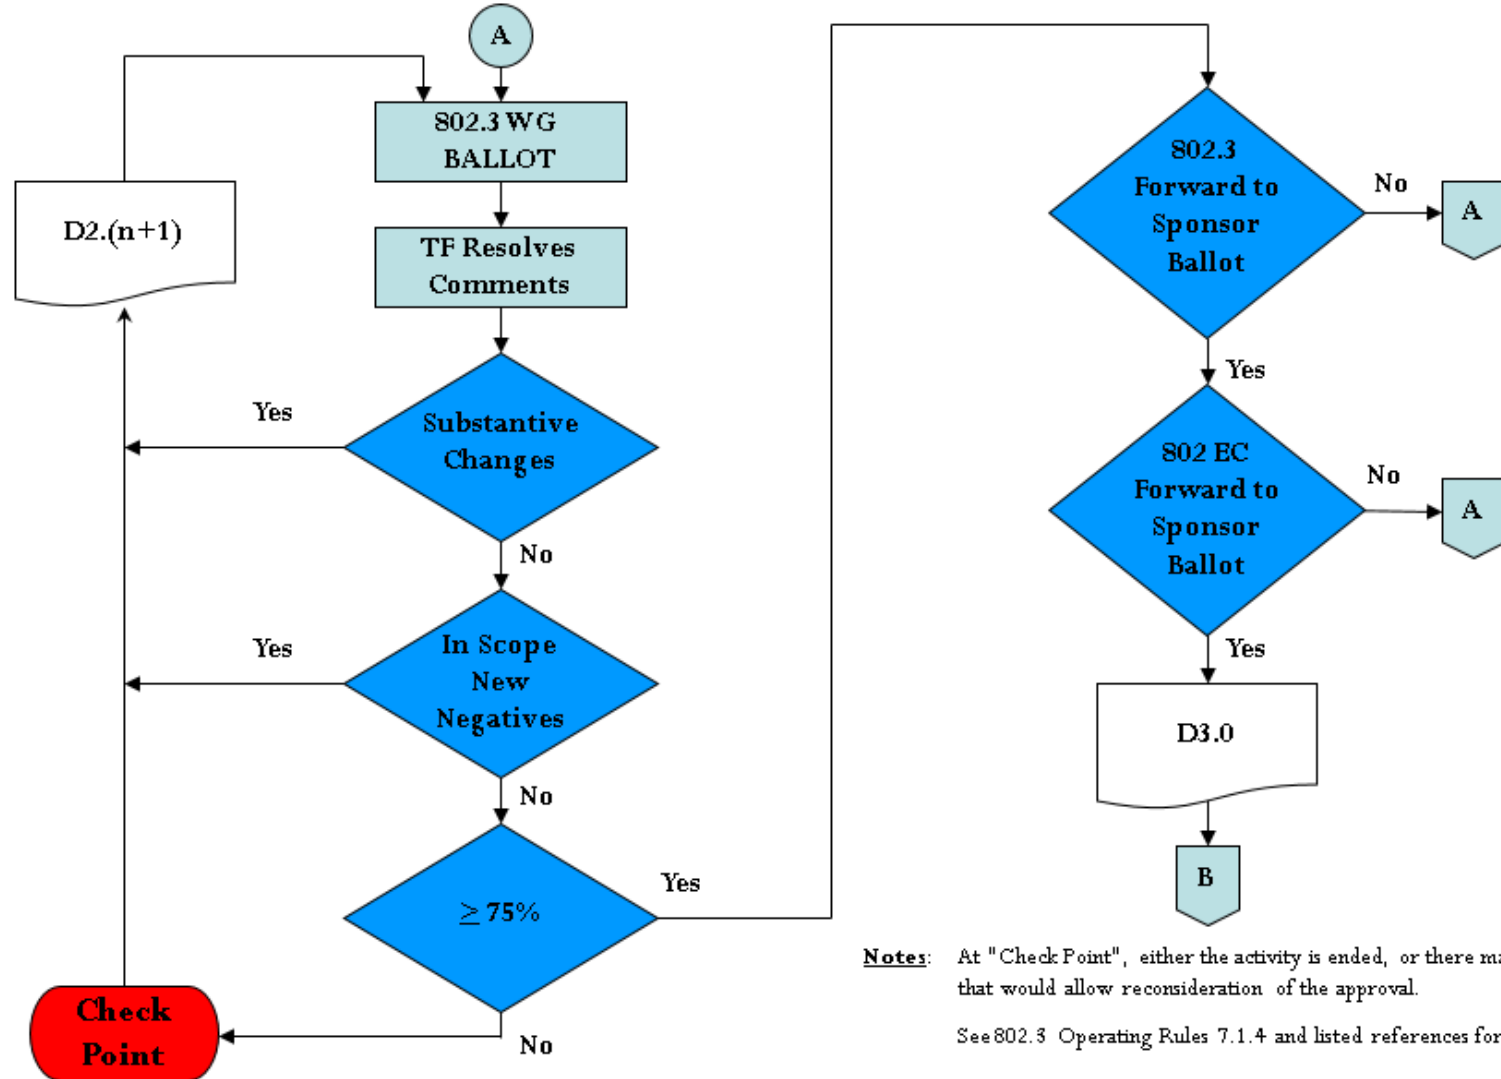 A
802.3 WG
BALLOT
D2.(n+1)
TF Resolves
Comments
Substantive
Changes
Yes
No
In Scope
New
Negatives
Yes
No
≥ 75%
Yes
No
Check
Point
802.3
Forward to
Sponsor
Ballot
No
A
Yes
802 EC
Forward to
Sponsor
Ballot
No
A
Yes
D3.0
B
Notes: At "Check Point", either the activity is ended, or there
that would allow reconsideration of the approval.
See 802.3 Operating Rules 7.1.4 and listed references for